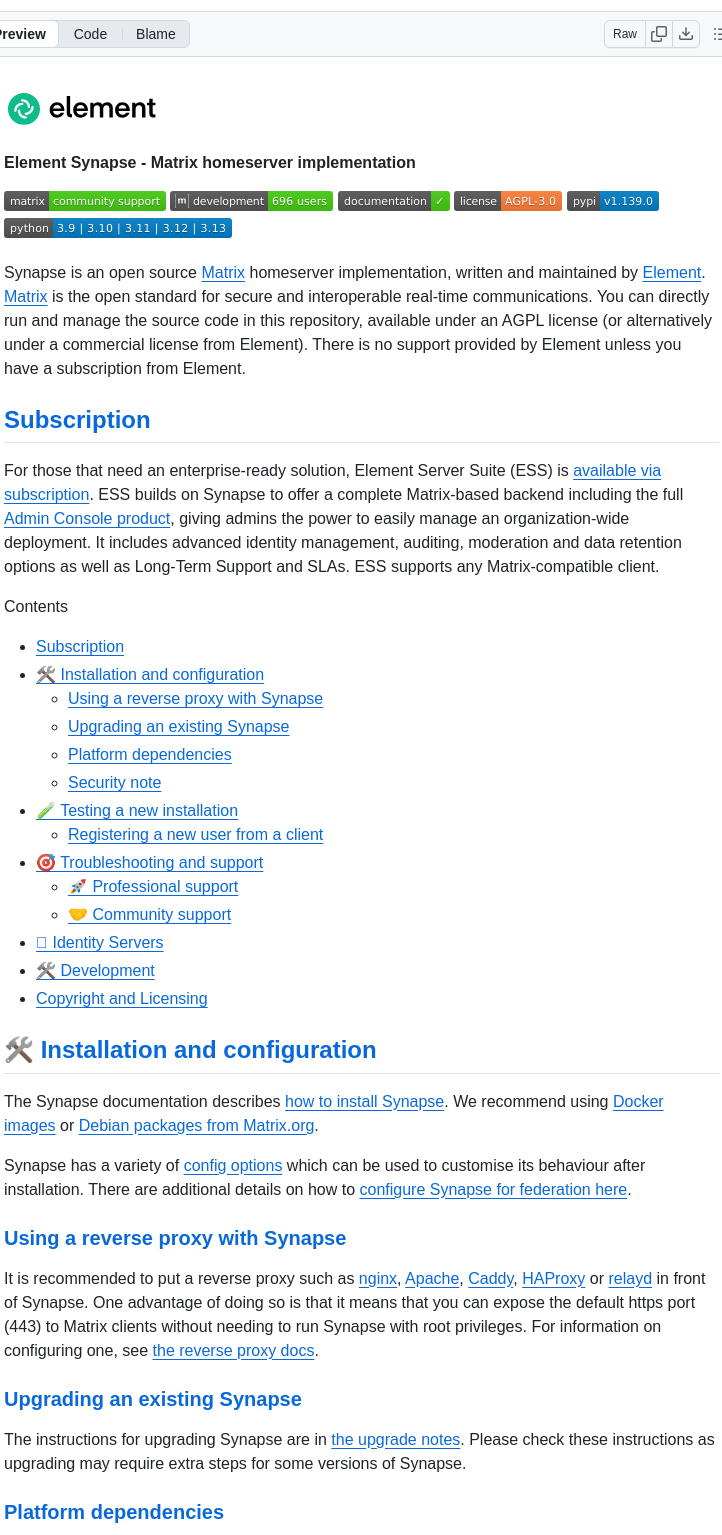 Preview Code Blame Raw
element
Element Synapse - Matrix homeserver implementation
matrix community support [m] development 696 users documentation ✓ license AGPL-3.0 pypi v1.139.0
python 3.9 | 3.10 | 3.11 | 3.12 | 3.13
Synapse is an open source Matrix homeserver implementation, written and maintained by Element.
Matrix is the open standard for secure and interoperable real-time communications. You can directly
run and manage the source code in this repository, available under an AGPL license (or alternatively
under a commercial license from Element). There is no support provided by Element unless you
have a subscription from Element.
Subscription
For those that need an enterprise-ready solution, Element Server Suite (ESS) is available via
subscription. ESS builds on Synapse to offer a complete Matrix-based backend including the full
Admin Console product, giving admins the power to easily manage an organization-wide
deployment. It includes advanced identity management, auditing, moderation and data retention
options as well as Long-Term Support and SLAs. ESS supports any Matrix-compatible client.
Contents
• Subscription
• 🛠️ Installation and configuration
◦ Using a reverse proxy with Synapse
◦ Upgrading an existing Synapse
◦ Platform dependencies
◦ Security note
• 🧪 Testing a new installation
◦ Registering a new user from a client
• 🎯 Troubleshooting and support
◦ 🚀 Professional support
◦ 🤝 Community support
• Identity Servers
• 🛠️ Development
• Copyright and Licensing
🛠️ Installation and configuration
The Synapse documentation describes how to install Synapse. We recommend using Docker
images or Debian packages from Matrix.org.
Synapse has a variety of config options which can be used to customise its behaviour after
installation. There are additional details on how to configure Synapse for federation here.
Using a reverse proxy with Synapse
It is recommended to put a reverse proxy such as nginx, Apache, Caddy, HAProxy or relayd in front
of Synapse. One advantage of doing so is that it means that you can expose the default https port
(443) to Matrix clients without needing to run Synapse with root privileges. For information on
configuring one, see the reverse proxy docs.
Upgrading an existing Synapse
The instructions for upgrading Synapse are in the upgrade notes. Please check these instructions as
upgrading may require extra steps for some versions of Synapse.
Platform dependencies